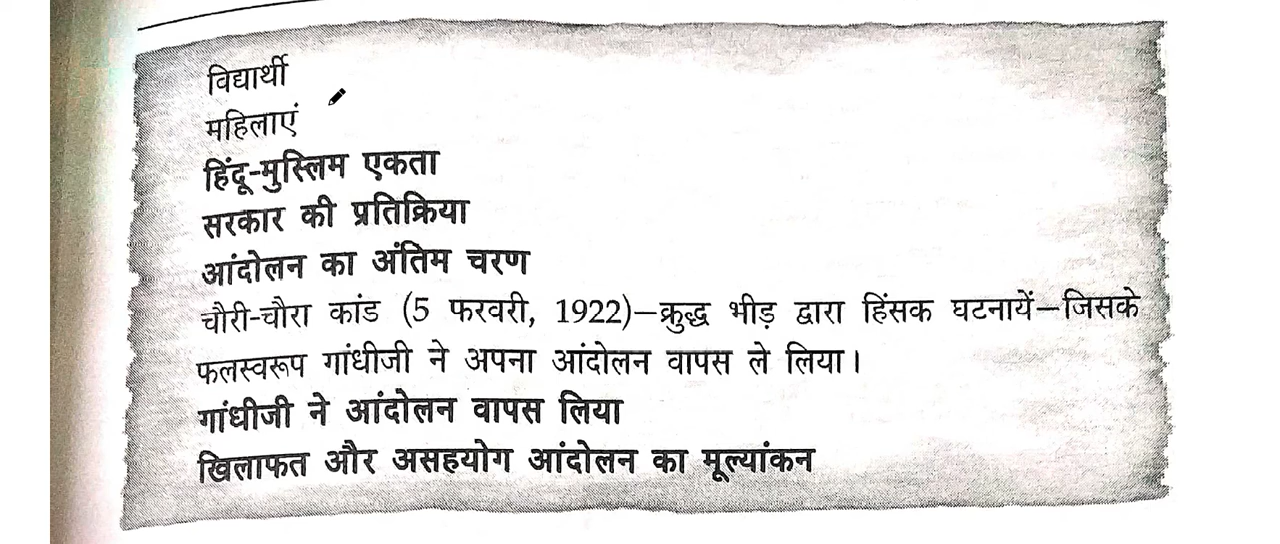 विद्यार्थी
महिलाएं
हिंदू-मुस्लिम एकता
सरकार की प्रतिक्रिया
आंदोलन का अंतिम चरण
चौरी-चौरा कांड (5 फरवरी, 1922)–क्रुद्ध भीड़ द्वारा हिंसक घटनायें–जिसके
फलस्वरूप गांधीजी ने अपना आंदोलन वापस ले लिया।
गांधीजी ने आंदोलन वापस लिया
खिलाफत और असहयोग आंदोलन का मूल्यांकन